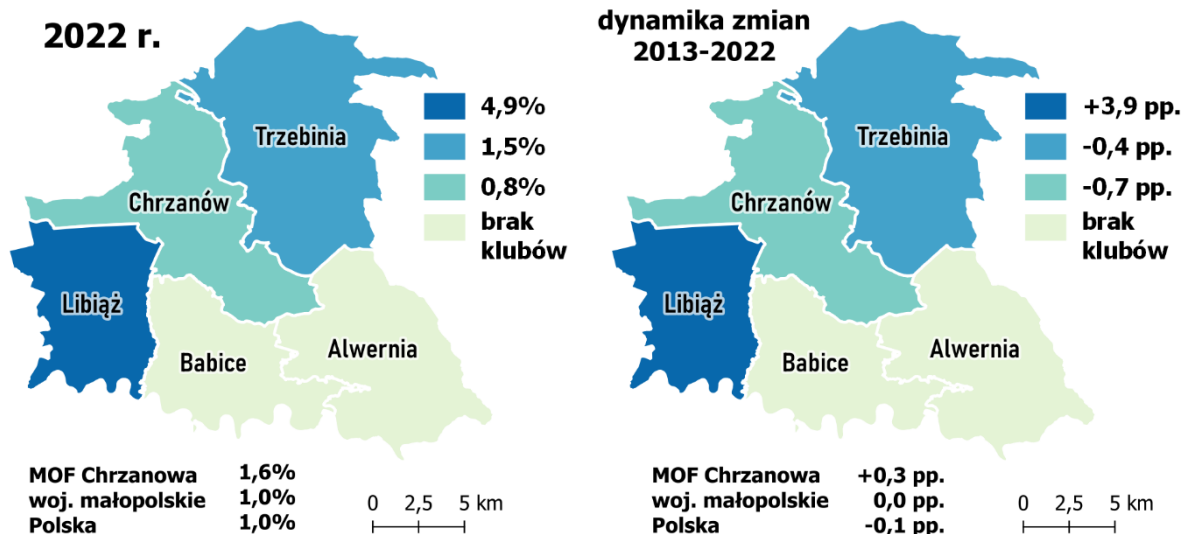 2022 r.
4,9%
1,5%
0,8%
brak
klubów
Trzebinia
Chrzanów
Libiąż
Babice
Alwernia
MOF Chrzanowa 1,6%
woj. małopolskie 1,0%
Polska 1,0%
0 2,5 5 km
dynamika zmian
2013-2022
+3,9 pp.
-0,4 pp.
-0,7 pp.
brak
klubów
Trzebinia
Chrzanów
Libiąż
Babice
Alwernia
MOF Chrzanowa +0,3 pp.
woj. małopolskie 0,0 pp.
Polska -0,1 pp.
0 2,5 5 km